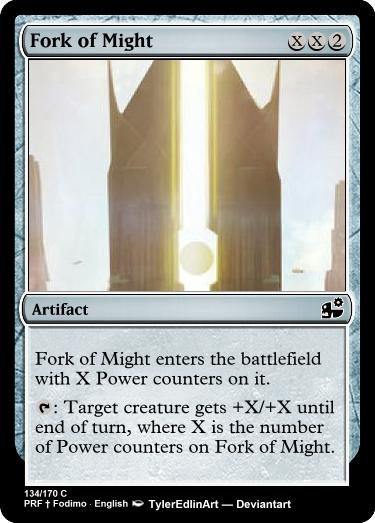 Fork of Might XX2
Artifact
Fork of Might enters the battlefield
with X Power counters on it.
: Target creature gets +X/+X until
end of turn, where X is the number
of Power counters on Fork of Might.
134/170 C
PRF † Fodimo · English TylerEdlinArt — Deviantart